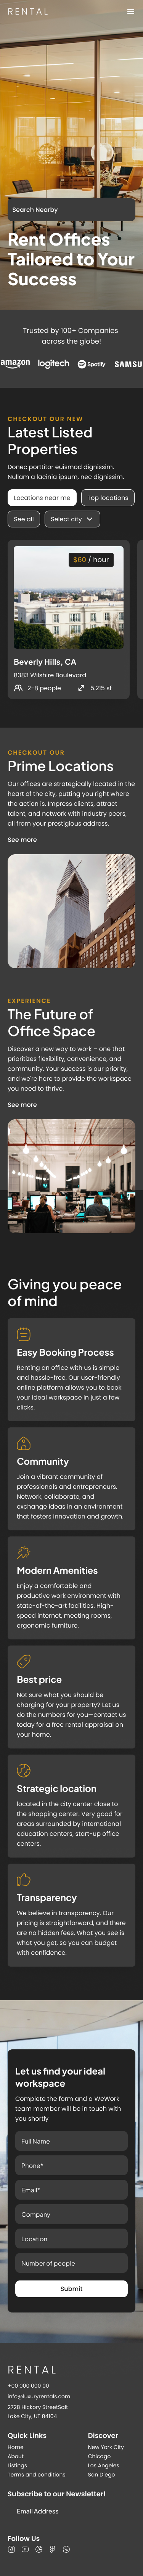 RENTAL
Search Nearby
Rent Offices
Tailored to Your
Success
Trusted by 100+ Companies
across the globe!
amazon
logitech
Spotify
SAMSU
CHECKOUT OUR NEW
Latest Listed
Properties
Donec porttitor euismod dignissim.
Nullam a lacinia ipsum, nec dignissim.
Locations near me
Top locations
See all
Select city
$60 / hour
Beverly Hills, CA
8383 Wilshire Boulevard
2-8 people
5,215 sf
CHECKOUT OUR
Prime Locations
Our offices are strategically located in the
heart of the city, putting you right where
the action is. Impress clients, attract
talent, and network with industry peers,
all from your prestigious address.
See more
EXPERIENCE
The Future of
Office Space
Discover a new way to work – one that
prioritizes flexibility, convenience, and
community. Your success is our priority,
and we're here to provide the workspace
you need to thrive.
See more
Giving you peace
of mind
Easy Booking Process
Renting an office with us is simple
and hassle-free. Our user-friendly
online platform allows you to book
your ideal workspace in just a few
clicks.
Community
Join a vibrant community of
professionals and entrepreneurs.
Network, collaborate, and
exchange ideas in an environment
that fosters innovation and growth.
Modern Amenities
Enjoy a comfortable and
productive work environment with
state-of-the-art facilities. High-
speed internet, meeting rooms,
ergonomic furniture.
Best price
Not sure what you should be
charging for your property? Let us
do the numbers for you—contact us
today for a free rental appraisal on
your home.
Strategic location
located in the city center close to
the shopping center. Very good for
areas surrounded by international
education centers, start-up office
centers.
Transparency
We believe in transparency. Our
pricing is straightforward, and there
are no hidden fees. What you see is
what you get, so you can budget
with confidence.
Let us find your ideal
workspace
Complete the form and a WeWork
team member will be in touch with
you shortly
Full Name
Phone*
Email*
Company
Location
Number of people
Submit
RENTAL
+00 000 000 00
info@luxuryrentals.com
2728 Hickory StreetSalt
Lake City, UT 84104
Quick Links
Home
About
Listings
Terms and conditions
Discover
New York City
Chicago
Los Angeles
San Diego
Subscribe to our Newsletter!
Email Address
Follow Us